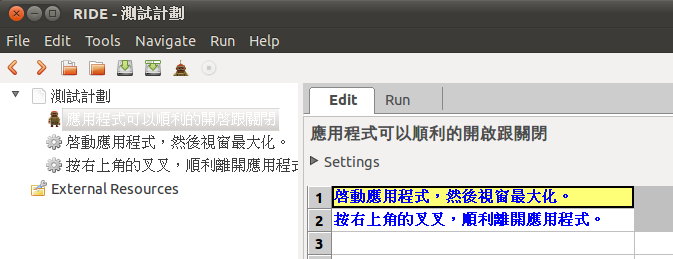 RIDE - 測試計劃
File Edit Tools Navigate Run Help
測試計劃
應用程式可以順利的開啟跟關閉
啓動應用程式，然後視窗最大化。
按右上角的叉叉，順利離開應用程式
External Resources
Edit Run
應用程式可以順利的開啟跟關閉
Settings
1 啓動應用程式，然後視窗最大化。
2 按右上角的叉叉，順利離開應用程式。
3